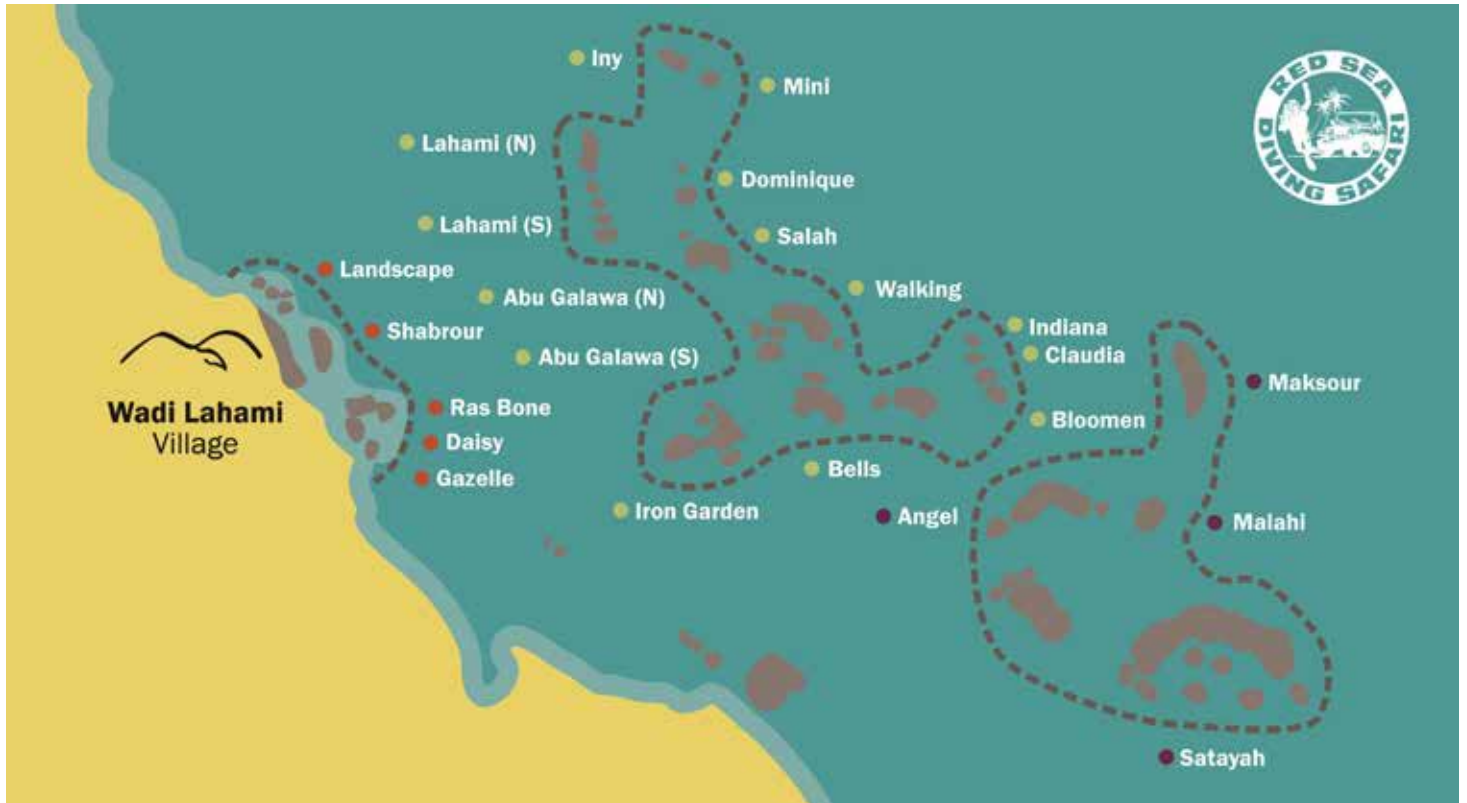 Iny
Mini
RED SEA
DIVING SAFARI
Lahami (N)
Dominique
Lahami (S)
Salah
Landscape
Abu Galawa (N)
Walking
Shabrour
Indiana
Abu Galawa (S)
Claudia
Maksour
Wadi Lahami
Village
Ras Bone
Bloomen
Daisy
Bells
Gazelle
Iron Garden
Angel
Malahi
Satayah